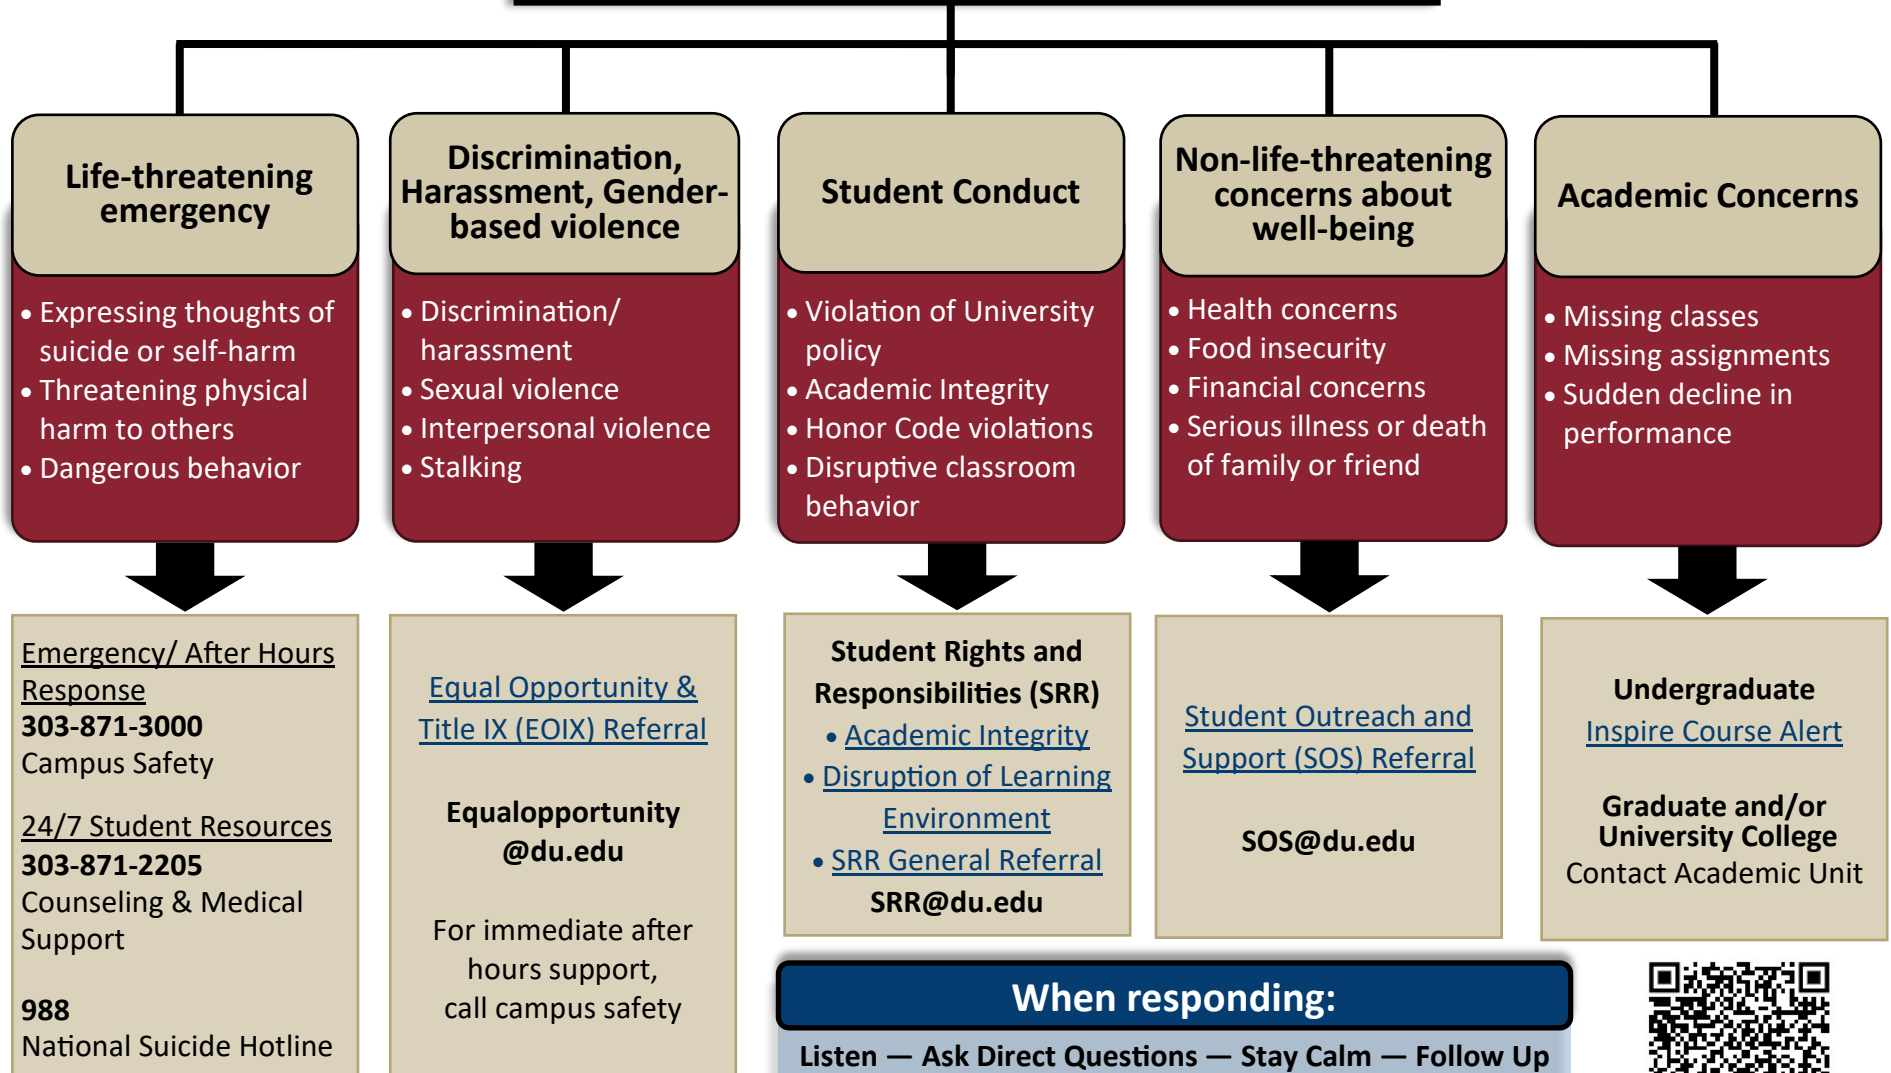 Life-threatening
emergency
• Expressing thoughts of
suicide or self-harm
• Threatening physical
harm to others
• Dangerous behavior
Emergency/ After Hours
Response
303-871-3000
Campus Safety
24/7 Student Resources
303-871-2205
Counseling & Medical
Support
988
National Suicide Hotline
Discrimination,
Harassment, Gender-
based violence
• Discrimination/
harassment
• Sexual violence
• Interpersonal violence
• Stalking
Equal Opportunity &
Title IX (EOIX) Referral
Equalopportunity
@du.edu
For immediate after
hours support,
call campus safety
Student Conduct
• Violation of University
policy
• Academic Integrity
• Honor Code violations
• Disruptive classroom
behavior
Student Rights and
Responsibilities (SRR)
• Academic Integrity
• Disruption of Learning
Environment
• SRR General Referral
SRR@du.edu
Non-life-threatening
concerns about
well-being
• Health concerns
• Food insecurity
• Financial concerns
• Serious illness or death
of family or friend
Student Outreach and
Support (SOS) Referral
SOS@du.edu
Academic Concerns
• Missing classes
• Missing assignments
• Sudden decline in
performance
Undergraduate
Inspire Course Alert
Graduate and/or
University College
Contact Academic Unit
When responding:
Listen — Ask Direct Questions — Stay Calm — Follow Up